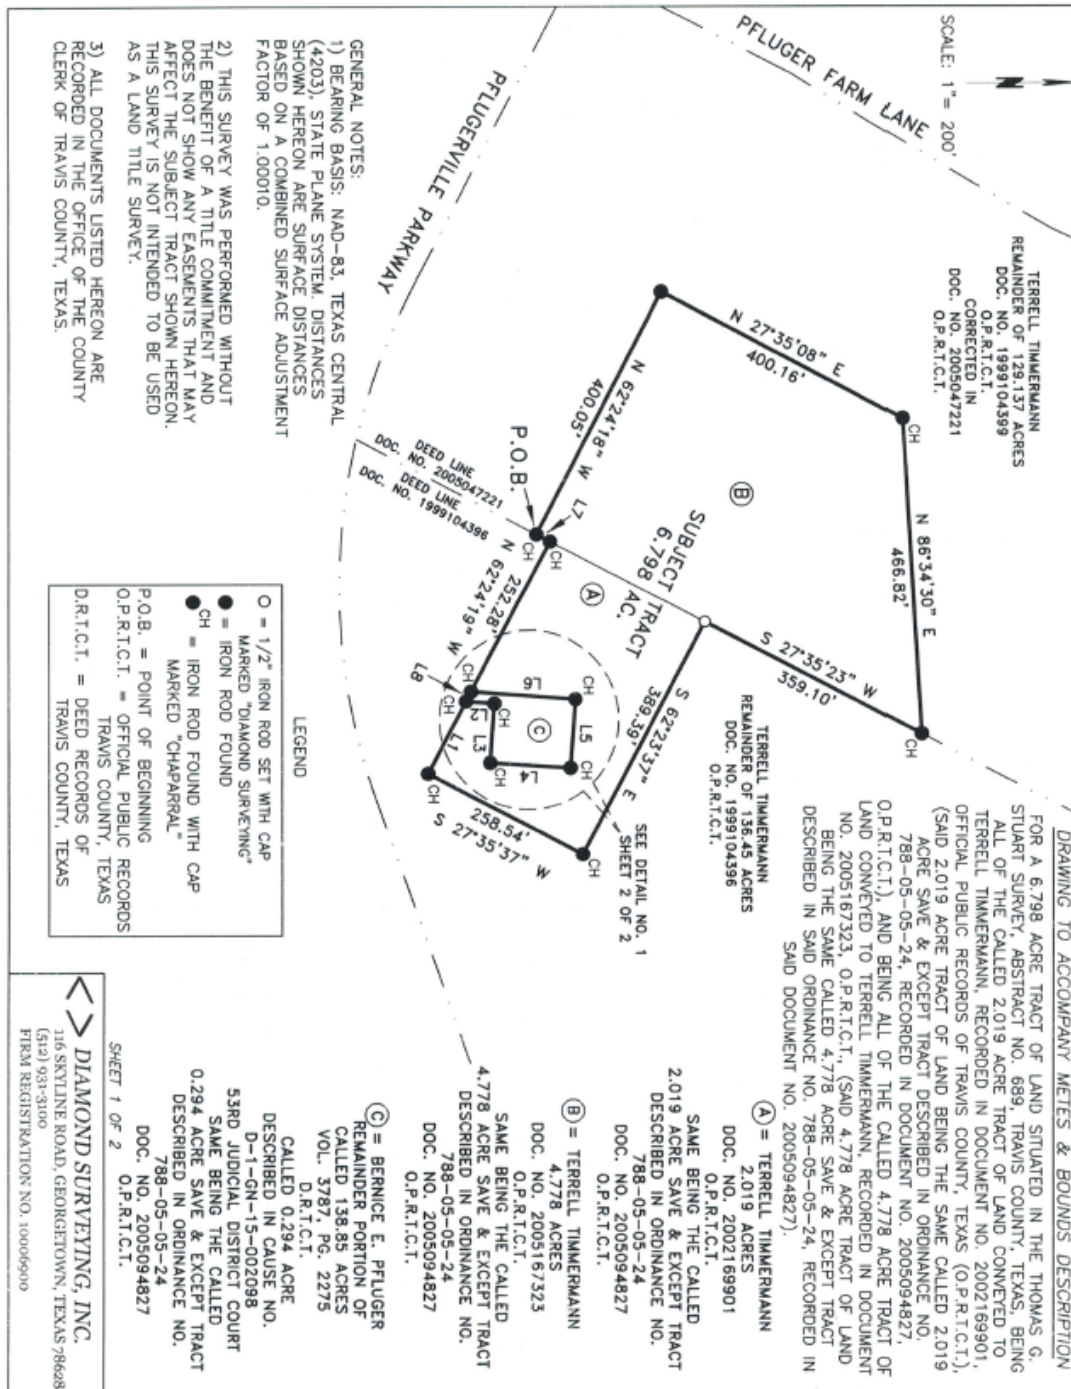 DRAWING TO ACCOMPANY METES & BOUNDS DESCRIPTION
FOR A 6.798 ACRE TRACT OF LAND SITUATED IN THE THOMAS G.
STUART SURVEY, ABSTRACT NO. 689, TRAVIS COUNTY, TEXAS, BEING
ALL OF THE CALLED 2.019 ACRE TRACT OF LAND CONVEYED TO
TERRELL TIMMERMANN, RECORDED IN DOCUMENT NO. 2002169901,
OFFICIAL PUBLIC RECORDS OF TRAVIS COUNTY, TEXAS (O.P.R.T.C.T.),
(SAID 2.019 ACRE TRACT OF LAND BEING THE SAME CALLED 2.019
ACRE SAVE & EXCEPT TRACT DESCRIBED IN ORDINANCE NO.
788-05-05-24, RECORDED IN DOCUMENT NO. 2005094827,
O.P.R.T.C.T.), AND BEING ALL OF THE CALLED 4.778 ACRE TRACT OF
LAND CONVEYED TO TERRELL TIMMERMANN, RECORDED IN DOCUMENT
NO. 2005167323, O.P.R.T.C.T., (SAID 4.778 ACRE TRACT OF LAND
BEING THE SAME CALLED 4.778 ACRE SAVE & EXCEPT TRACT
DESCRIBED IN SAID ORDINANCE NO. 788-05-05-24, RECORDED IN
SAID DOCUMENT NO. 2005094827).
N
SCALE: 1"= 200'
PFLUGER FARM LANE
TERRELL TIMMERMANN
REMAINDER OF 129.137 ACRES
DOC. NO. 1999104399
O.P.R.T.C.T.
CORRECTED IN
DOC. NO. 2005047221
O.P.R.T.C.T.
N 27°35'08" E
400.16'
CH
N 86°34'30" E
466.82'
CH
S 27°35'23" W
359.10'
B
SUBJECT TRACT
6.798 AC.
N 62°24'18" W
400.05'
L7
P.O.B.
CH
CH
A
TERRELL TIMMERMANN
REMAINDER OF 136.45 ACRES
DOC. NO. 1999104396
O.P.R.T.C.T.
S 62°23'37" E
389.39'
SEE DETAIL NO. 1
SHEET 2 OF 2
N 62°24'19" W
252.28'
CH
L6
CH
L5
C
L2
CH
L3
L4
CH
L8
CH
L1
CH
258.54'
S 27°35'37" W
CH
DEED LINE
DOC. NO. 2005047221
DEED LINE
DOC. NO. 1999104396
PFLUGERVILLE PARKWAY
A = TERRELL TIMMERMANN
2.019 ACRES
DOC. NO. 2002169901
O.P.R.T.C.T.
SAME BEING THE CALLED
2.019 ACRE SAVE & EXCEPT TRACT
DESCRIBED IN ORDINANCE NO.
788-05-05-24
DOC. NO. 2005094827
O.P.R.T.C.T.
B = TERRELL TIMMERMANN
4.778 ACRES
DOC. NO. 2005167323
O.P.R.T.C.T.
SAME BEING THE CALLED
4.778 ACRE SAVE & EXCEPT TRACT
DESCRIBED IN ORDINANCE NO.
788-05-05-24
DOC. NO. 2005094827
O.P.R.T.C.T.
C = BERNICE E. PFLUGER
REMAINDER PORTION OF
CALLED 138.85 ACRES
VOL. 3787, PG. 2275
D.R.T.C.T.
CALLED 0.294 ACRE
DESCRIBED IN CAUSE NO.
D-1-GN-15-002098
53RD JUDICIAL DISTRICT COURT
SAME BEING THE CALLED
0.294 ACRE SAVE & EXCEPT TRACT
DESCRIBED IN ORDINANCE NO.
788-05-05-24
DOC. NO. 2005094827
O.P.R.T.C.T.
GENERAL NOTES:
1) BEARING BASIS: NAD-83, TEXAS CENTRAL
(4203), STATE PLANE SYSTEM. DISTANCES
SHOWN HEREON ARE SURFACE DISTANCES
BASED ON A COMBINED SURFACE ADJUSTMENT
FACTOR OF 1.00010.
2) THIS SURVEY WAS PERFORMED WITHOUT
THE BENEFIT OF A TITLE COMMITMENT AND
DOES NOT SHOW ANY EASEMENTS THAT MAY
AFFECT THE SUBJECT TRACT SHOWN HEREON.
THIS SURVEY IS NOT INTENDED TO BE USED
AS A LAND TITLE SURVEY.
3) ALL DOCUMENTS LISTED HEREON ARE
RECORDED IN THE OFFICE OF THE COUNTY
CLERK OF TRAVIS COUNTY, TEXAS.
LEGEND
O = 1/2" IRON ROD SET WITH CAP
MARKED "DIAMOND SURVEYING"
● = IRON ROD FOUND
●CH = IRON ROD FOUND WITH CAP
MARKED "CHAPARRAL"
P.O.B. = POINT OF BEGINNING
O.P.R.T.C.T. = OFFICIAL PUBLIC RECORDS
TRAVIS COUNTY, TEXAS
D.R.T.C.T. = DEED RECORDS OF
TRAVIS COUNTY, TEXAS
SHEET 1 OF 2
<> DIAMOND SURVEYING, INC.
116 SKYLINE ROAD, GEORGETOWN, TEXAS 78628
(512) 931-3100
FIRM REGISTRATION NO. 10006900